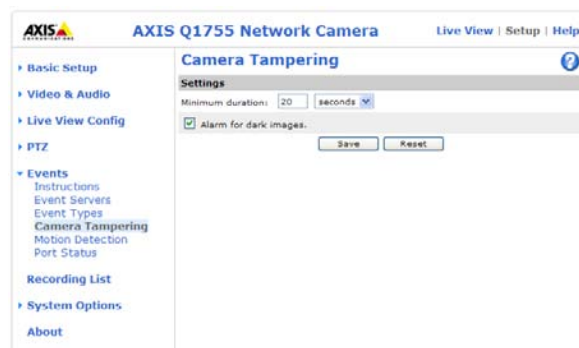 AXIS
COMMUNICATIONS
AXIS Q1755 Network Camera
Live View | Setup | Help
Basic Setup
Video & Audio
Live View Config
PTZ
Events
Instructions
Event Servers
Event Types
Camera Tampering
Motion Detection
Port Status
Recording List
System Options
About
Camera Tampering
?
Settings
Minimum duration: 20 seconds
Alarm for dark images.
Save Reset